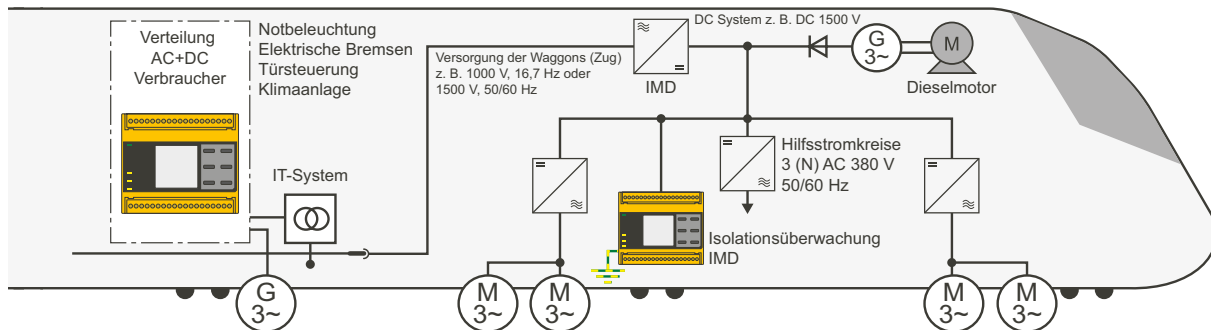 Verteilung
AC+DC
Verbraucher
Notbeleuchtung
Elektrische Bremsen
Türsteuerung
Klimaanlage
IT-System
G
3~
Versorgung der Waggons (Zug)
z. B. 1000 V, 16,7 Hz oder
1500 V, 50/60 Hz
IMD
DC System z. B. DC 1500 V
G
3~
M
Dieselmotor
Hilfsstromkreise
3 (N) AC 380 V
50/60 Hz
Isolationsüberwachung
IMD
M
3~
M
3~
M
3~
M
3~